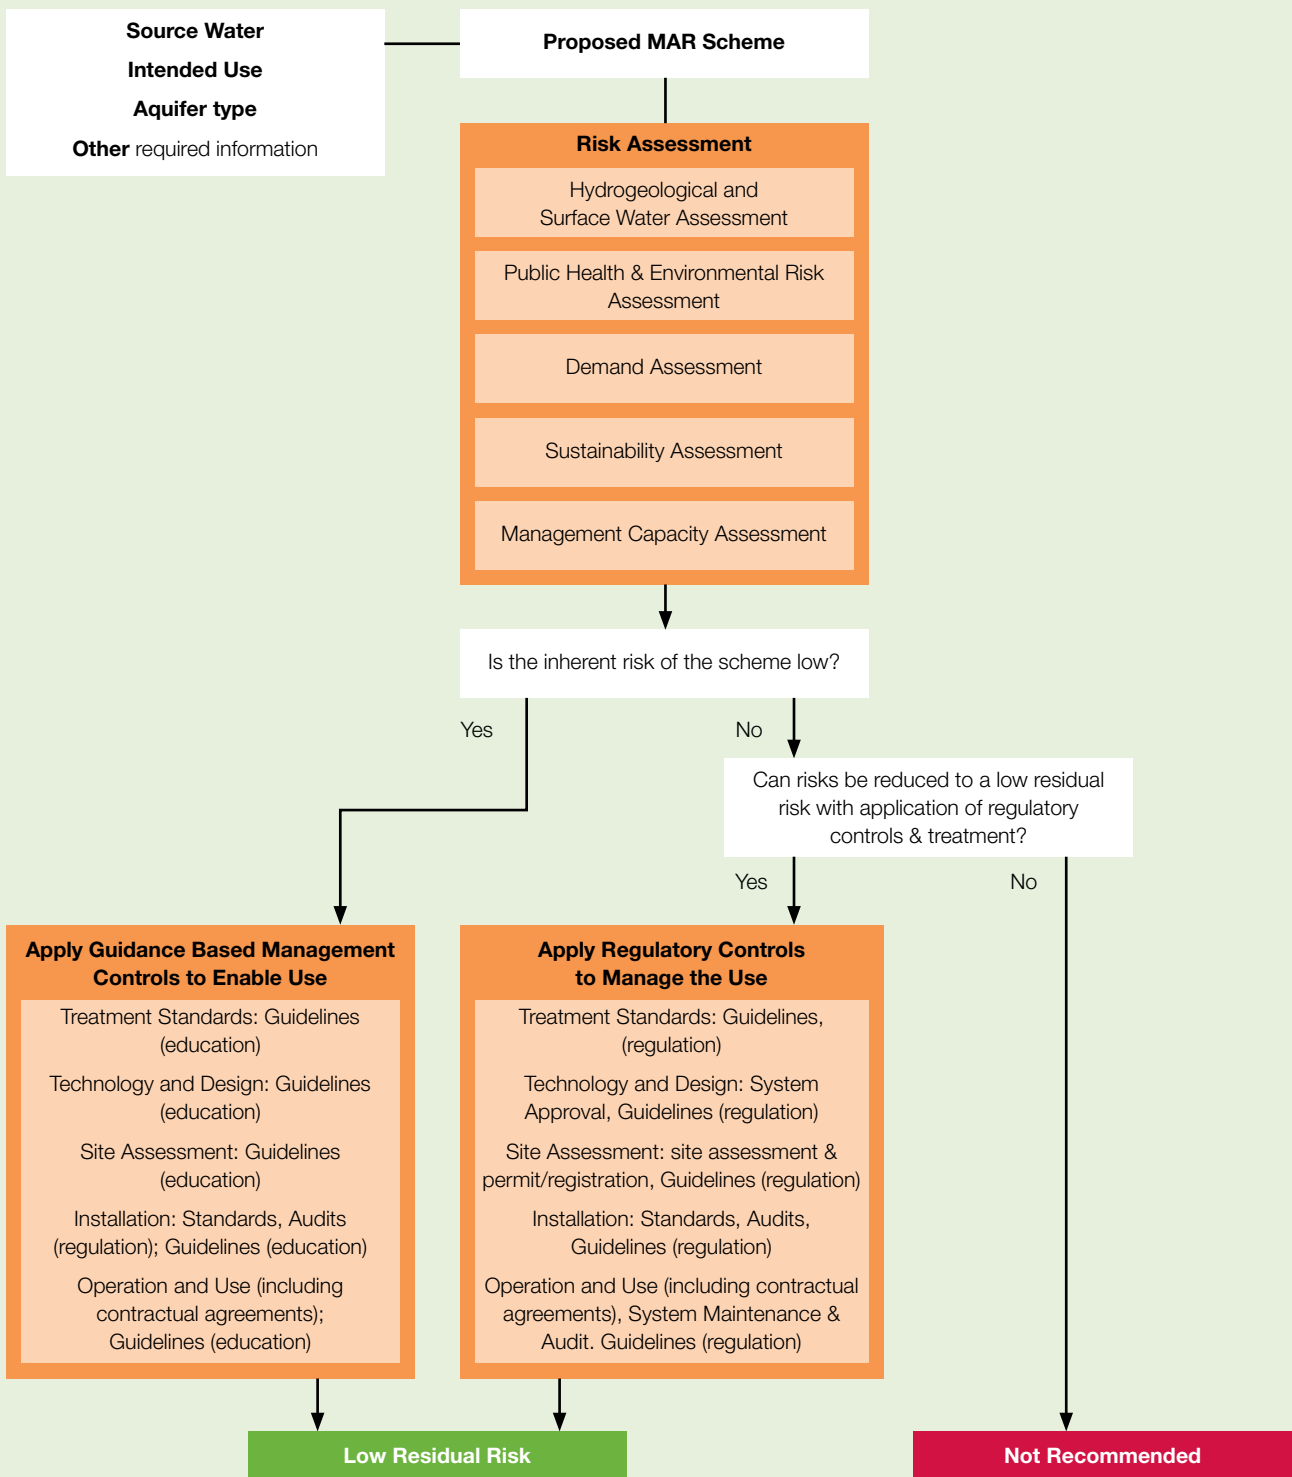 Source Water
Intended Use
Aquifer type
Other required information
Proposed MAR Scheme
Risk Assessment
Hydrogeological and
Surface Water Assessment
Public Health & Environmental Risk
Assessment
Demand Assessment
Sustainability Assessment
Management Capacity Assessment
Is the inherent risk of the scheme low?
Yes
No
Can risks be reduced to a low residual
risk with application of regulatory
controls & treatment?
Yes
No
Apply Guidance Based Management
Controls to Enable Use
Treatment Standards: Guidelines
(education)
Technology and Design: Guidelines
(education)
Site Assessment: Guidelines
(education)
Installation: Standards, Audits
(regulation); Guidelines (education)
Operation and Use (including
contractual agreements);
Guidelines (education)
Apply Regulatory Controls
to Manage the Use
Treatment Standards: Guidelines,
(regulation)
Technology and Design: System
Approval, Guidelines (regulation)
Site Assessment: site assessment &
permit/registration, Guidelines (regulation)
Installation: Standards, Audits,
Guidelines (regulation)
Operation and Use (including contractual
agreements), System Maintenance &
Audit. Guidelines (regulation)
Low Residual Risk
Not Recommended